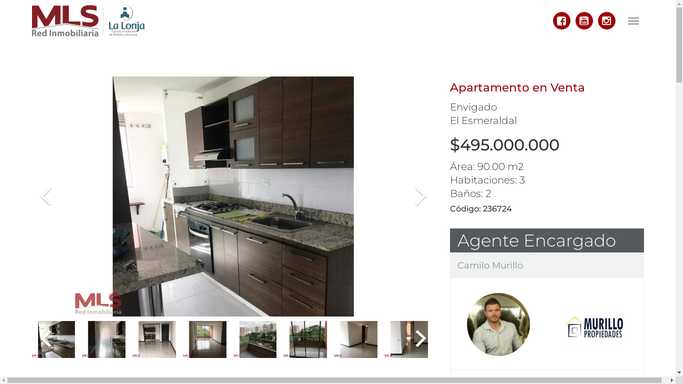 MLS
Red Inmobiliaria
La Lonja
Apartamento en Venta
Envigado
El Esmeraldal
$495.000.000
Área: 90.00 m2
Habitaciones: 3
Baños: 2
Código: 236724
Agente Encargado
Camilo Murillo
MURILLO
PROPIEDADES
MLS
Red Inmobiliaria